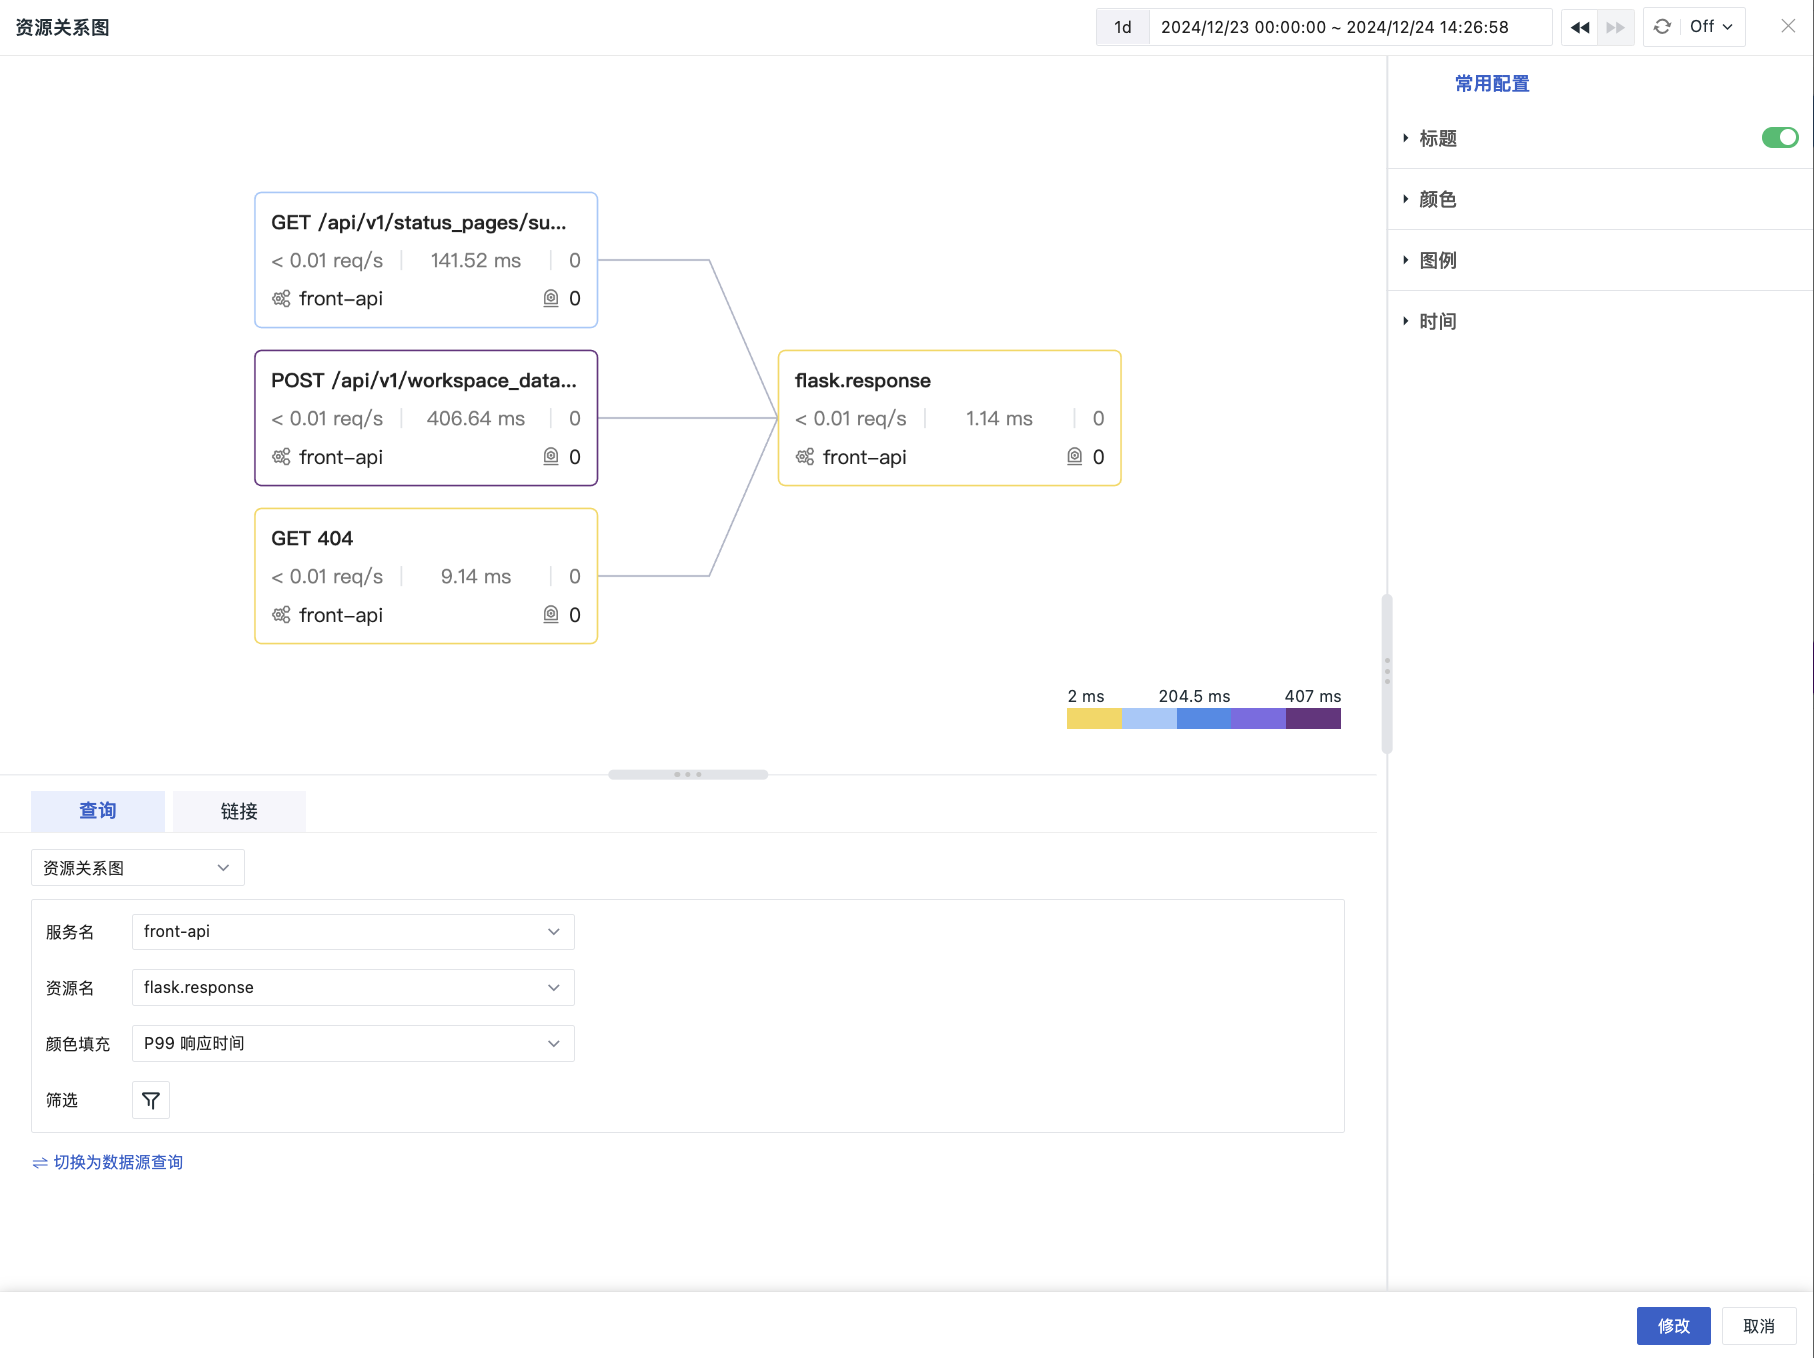 资源关系图
1d 2024/12/23 00:00:00 ~ 2024/12/24 14:26:58 Off
GET /api/v1/status_pages/su...
< 0.01 req/s 141.52 ms 0
front-api 0
POST /api/v1/workspace_data...
< 0.01 req/s 406.64 ms 0
front-api 0
GET 404
< 0.01 req/s 9.14 ms 0
front-api 0
flask.response
< 0.01 req/s 1.14 ms 0
front-api 0
2 ms 204.5 ms 407 ms
常用配置
标题
颜色
图例
时间
查询 链接
资源关系图
服务名 front-api
资源名 flask.response
颜色填充 P99 响应时间
筛选
切换为数据源查询
修改 取消